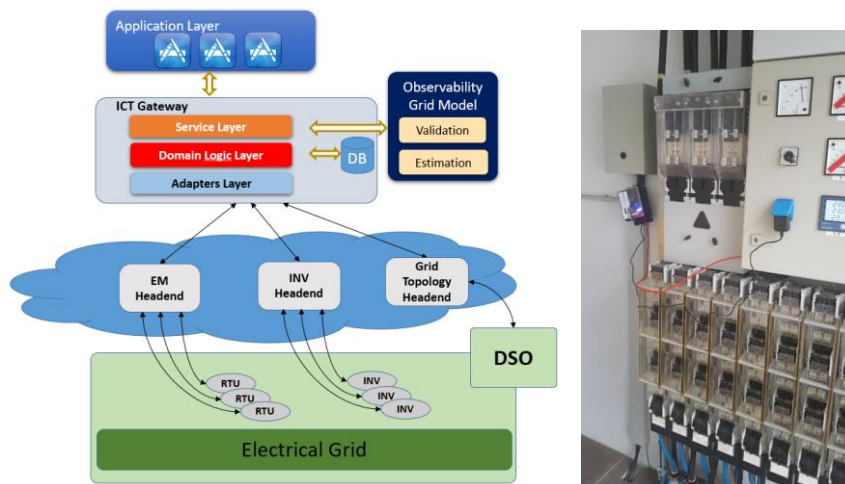 Application Layer
ICT Gateway
Service Layer
Domain Logic Layer
Adapters Layer
DB
Observability
Grid Model
Validation
Estimation
EM
Headend
INV
Headend
Grid
Topology
Headend
DSO
RTU
RTU
RTU
INV
INV
INV
Electrical Grid